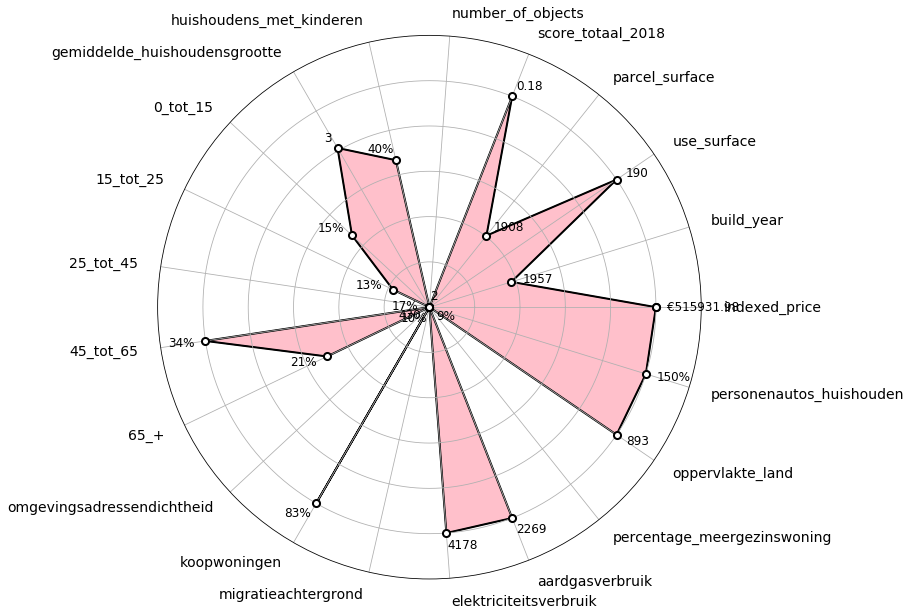 number_of_objects
huishoudens_met_kinderen
score_totaal_2018
gemiddelde_huishoudensgrootte
parcel_surface
0.18
0_tot_15
3
40%
use_surface
190
15_tot_25
build_year
15%
1908
25_tot_45
13%
1957
2
17%
10%
9%
€515931.98
indexed_price
45_tot_65
34%
21%
150%
personenautos_huishouden
65_+
893
oppervlakte_land
omgevingsadressendichtheid
83%
4178
2269
percentage_meergezinswoning
koopwoningen
aardgasverbruik
migratieachtergrond
elektriciteitsverbruik